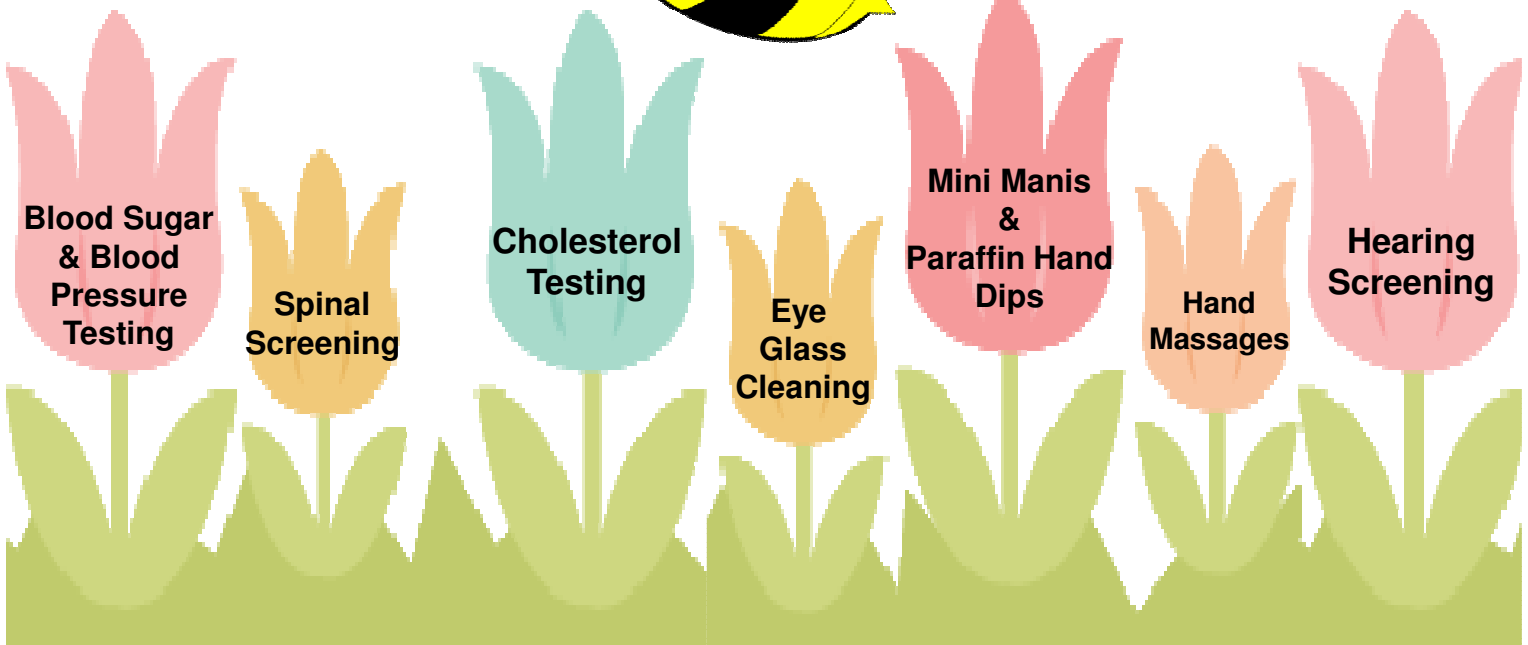 Blood Sugar
& Blood
Pressure
Testing
Spinal
Screening
Cholesterol
Testing
Eye
Glass
Cleaning
Mini Manis
&
Paraffin Hand
Dips
Hand
Massages
Hearing
Screening